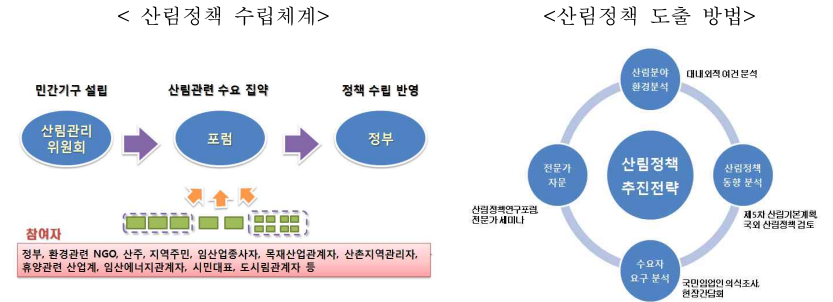 < 산림정책 수립체계>
민간기구 설립
산림관련 수요 집약
정책 수립 반영
산림관리
위원회
포럼
정부
참여자
정부, 환경관련 NGO, 산주, 지역주민, 임산업종사자, 목재산업관계자, 산촌지역관리자,
휴양관련 산업계, 임산에너지관계자, 시민대표, 도시림관계자 등
<산림정책 도출 방법>
산림분야
환경분석
대내외적 여건 분석
전문가
자문
산림정책
추진전략
산림정책
동향 분석
산림정책연구포럼,
전문가 세미나
제5차 산림기본계획,
국외 산림정책 검토
수요자
요구 분석
국민임업인 의식조사,
현장간담회